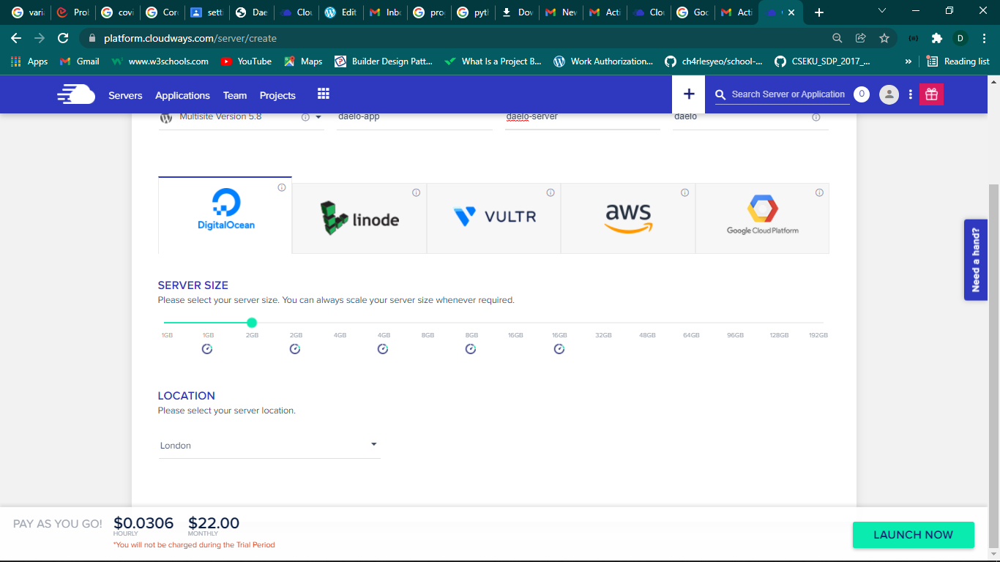 varia
Prol
covi
Coro
setti
Dae
Clou
Edit
Inbo
prog
pyth
Dow
New
Acti
Clou
Goo
Acti
platform.cloudways.com/server/create
D
Apps
Gmail
www.w3schools.com
YouTube
Maps
Builder Design Patt...
What Is a Project B...
Work Authorization...
ch4rlesyeo/school-...
CSEKU_SDP_2017_...
»
Reading list
Servers
Applications
Team
Projects
+
Search Server or Application
0
Multisite Version 5.8
daelo-app
daelo-server
daelo
DigitalOcean
linode
VULTR
aws
Google Cloud Platform
SERVER SIZE
Please select your server size. You can always scale your server size whenever required.
1GB 1GB 2GB 2GB 4GB 4GB 8GB 8GB 16GB 16GB 32GB 48GB 64GB 96GB 128GB 192GB
LOCATION
Please select your server location.
London
Need a hand?
PAY AS YOU GO!
$0.0306
HOURLY
$22.00
MONTHLY
*You will not be charged during the Trial Period
LAUNCH NOW